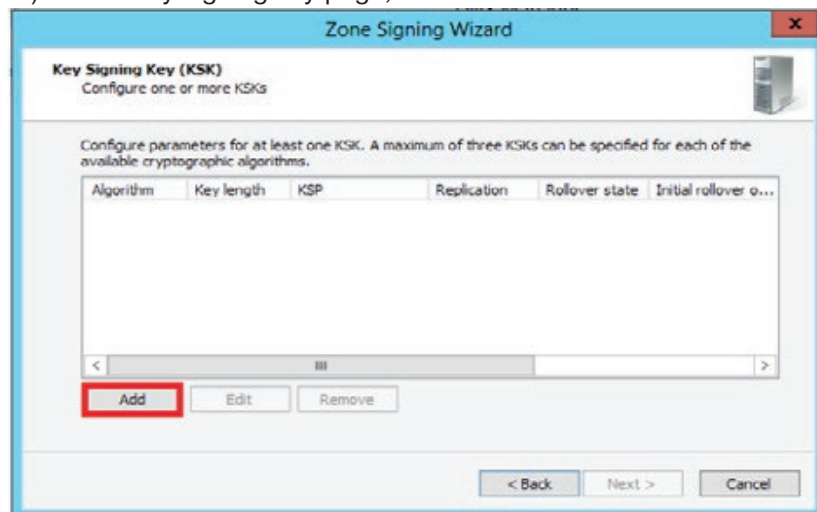 Zone Signing Wizard
x
Key Signing Key (KSK)
Configure one or more KSKs
Configure parameters for at least one KSK. A maximum of three KSKs can be specified for each of the
available cryptographic algorithms.
Algorithm Key length KSP Replication Rollover state Initial rollover o...
< >
Add Edit Remove
< Back Next > Cancel